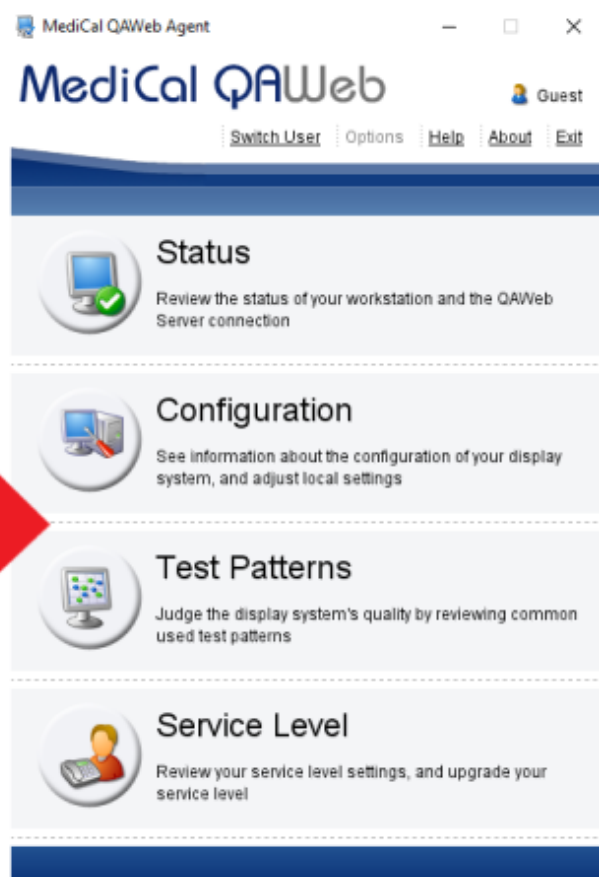 MediCal QAWeb Agent
MediCal QAWeb
Guest
Switch User Options Help About Exit
Status
Review the status of your workstation and the QAWeb
Server connection
Configuration
See information about the configuration of your display
system, and adjust local settings
Test Patterns
Judge the display system's quality by reviewing common
used test patterns
Service Level
Review your service level settings, and upgrade your
service level